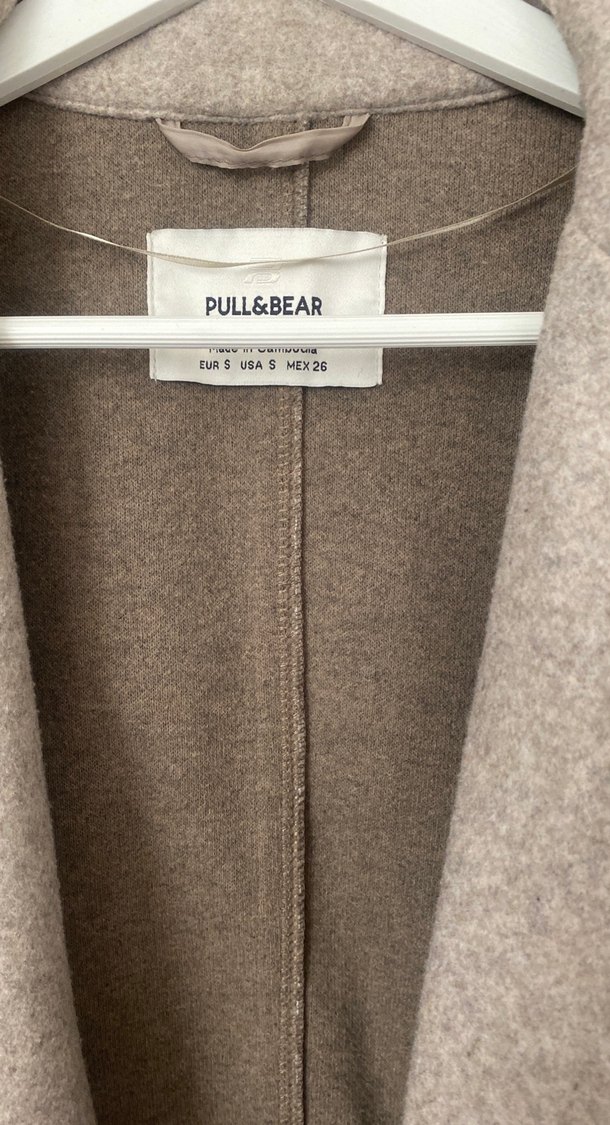 PULL&BEAR
Made in Cambodia
EUR S USA S MEX 26